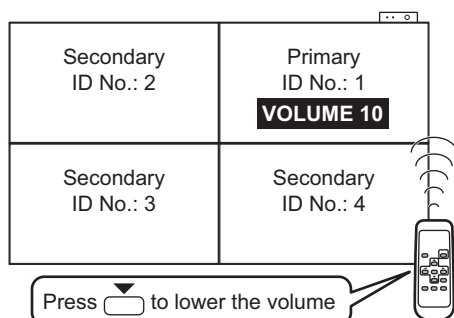 Secondary
ID No.: 2
Primary
ID No.: 1
VOLUME 10
Secondary
ID No.: 3
Secondary
ID No.: 4
Press to lower the volume